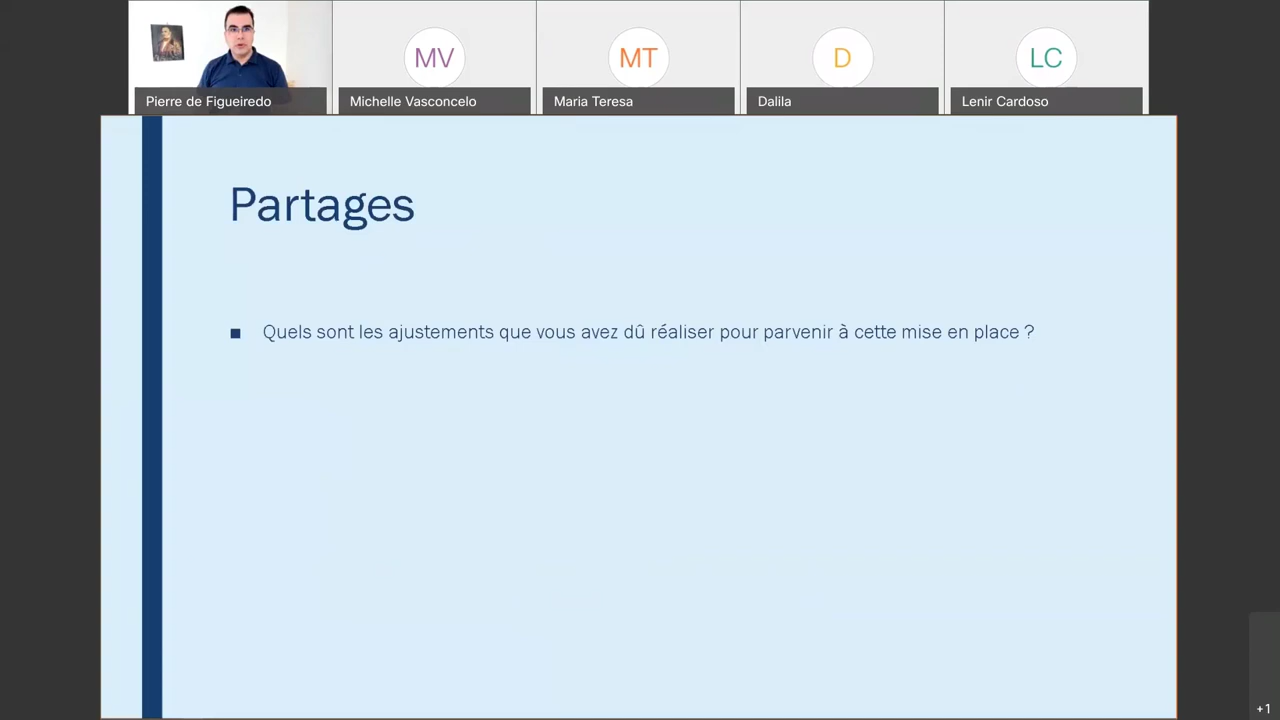 MV
MT
D
LC
Pierre de Figueiredo
Michelle Vasconcelo
Maria Teresa
Dalila
Lenir Cardoso
Partages
Quels sont les ajustements que vous avez dû réaliser pour parvenir à cette mise en place ?
+1